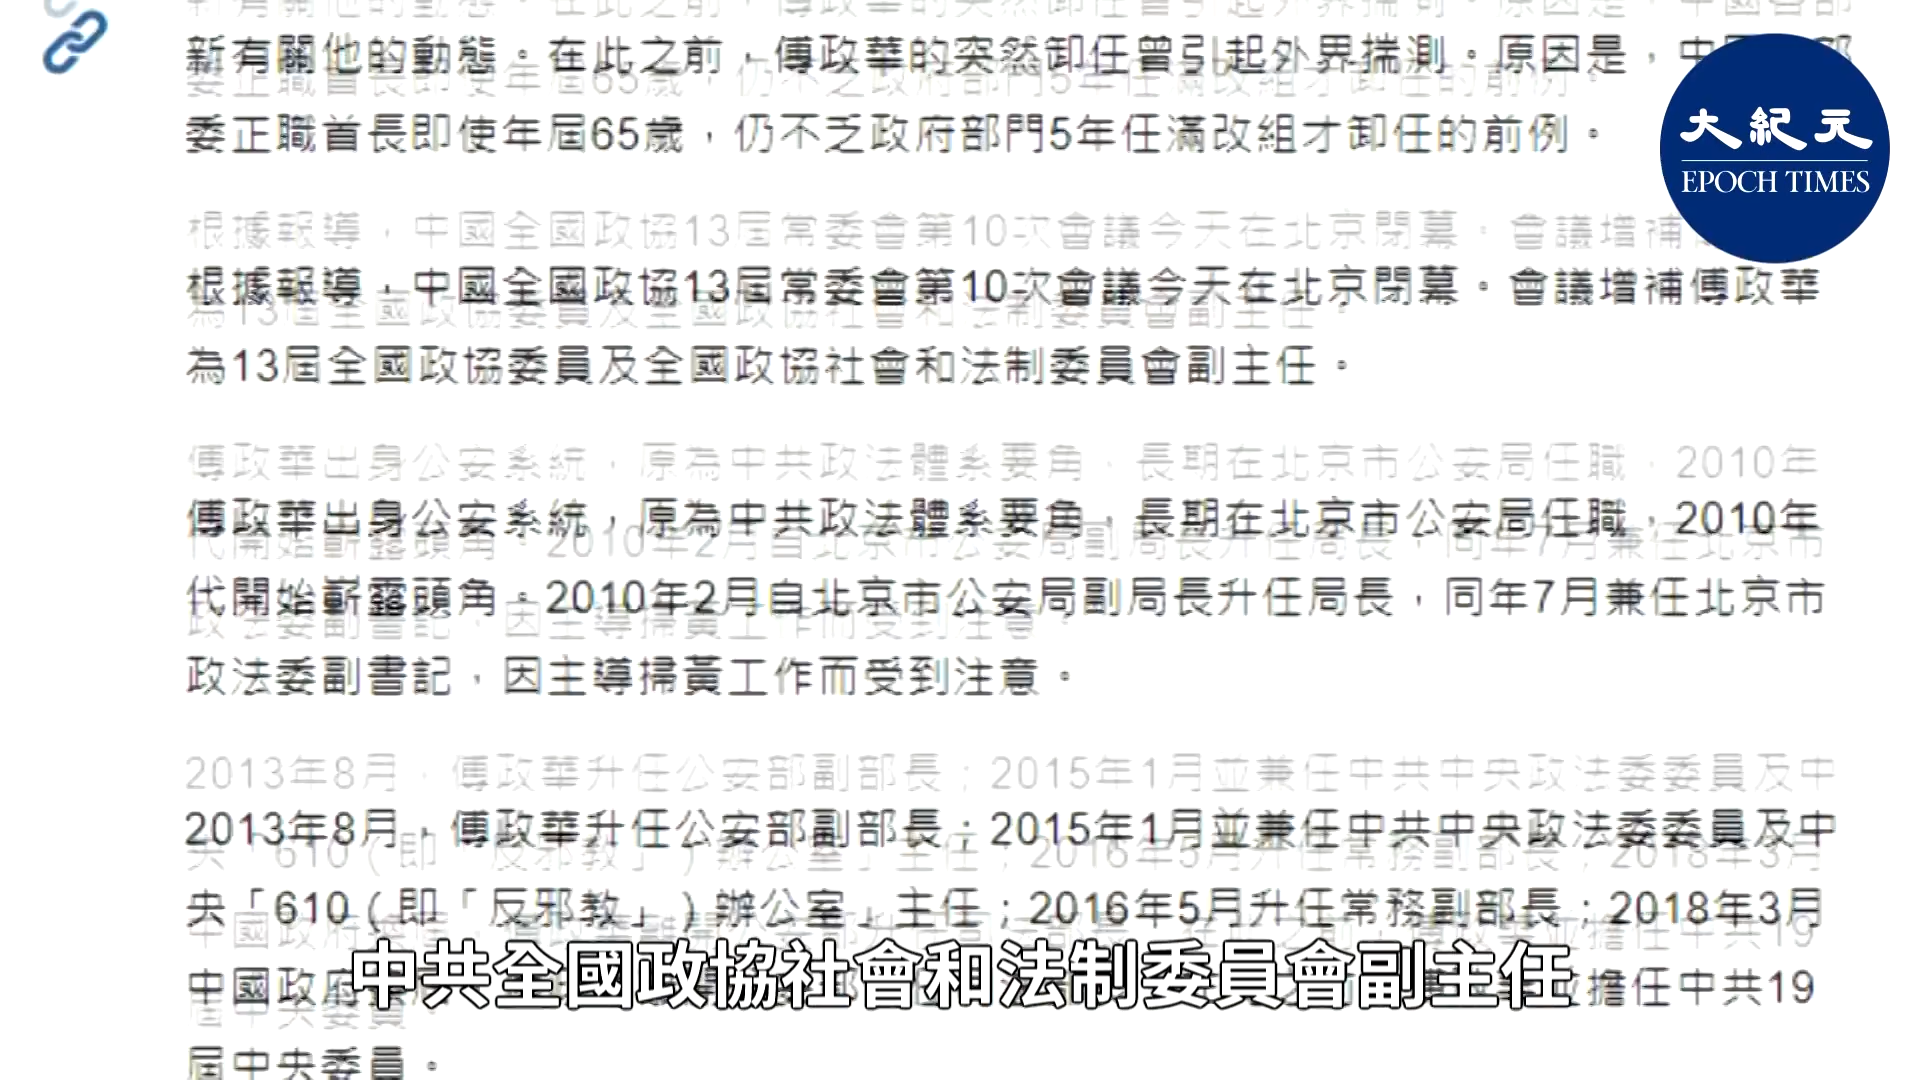 新有關他的動態。在此之前，傅政華的突然卸任曾引起外界揣測。原因是，中
委正職首長即使年屆65歲，仍不乏政府部門5年任滿改組才卸任的前例。
大紀元
EPOCH TIMES
根據報導，中國全國政協13屆常委會第10次會議今天在北京閉幕。會議增補傅政華
為13屆全國政協委員及全國政協社會和法制委員會副主任。
傅政華出身公安系統，原為中共政法體系要角，長期在北京市公安局任職，2010年
代開始嶄露頭角。2010年2月自北京市公安局副局長升任局長，同年7月兼任北京市
政法委副書記，因主導掃黃工作而受到注意。
2013年8月，傅政華升任公安部副部長；2015年1月並兼任中共中央政法委委員及中
央「610（即「反邪教」）辦公室」主任；2016年5月升任常務副部長；2018年3月
中國政府 擔任中共19
中共全國政協社會和法制委員會副主任
屆中央委員。